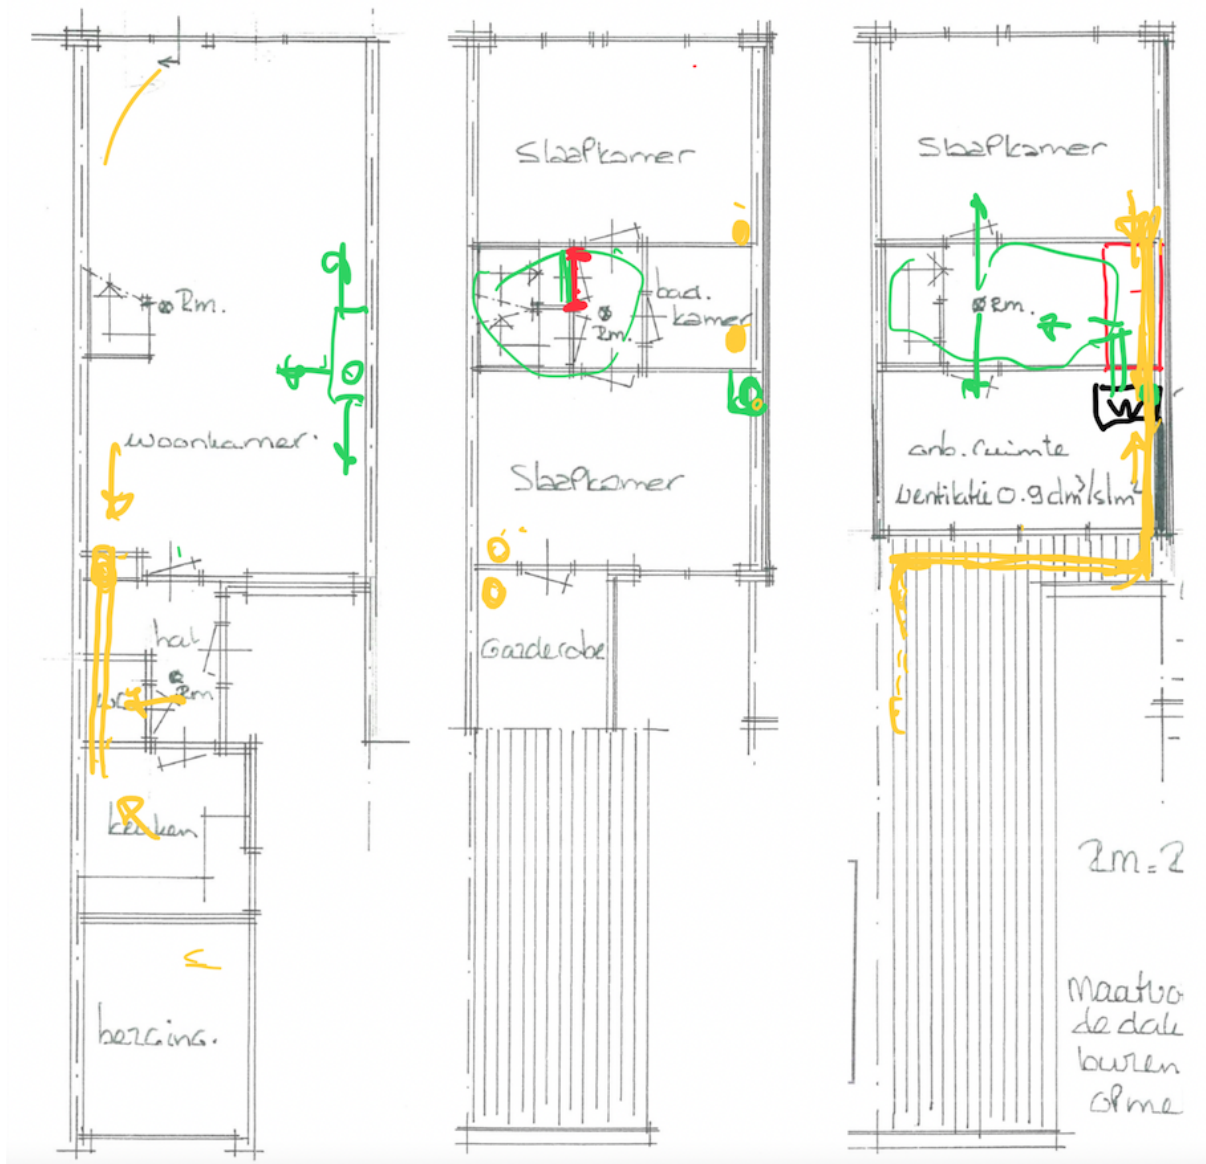 Slaapkamer
Slaapkamer
Rm.
bad.
kamer
Rm.
Rm.
W
woonkamer.
Slaapkamer
onb. ruimte
ventilatie 0.9 dm³/s/m²
hal
Rm
wc
Garderobe
keuken
Rm = R
berging.
Maatvo
de dak
buren
opme